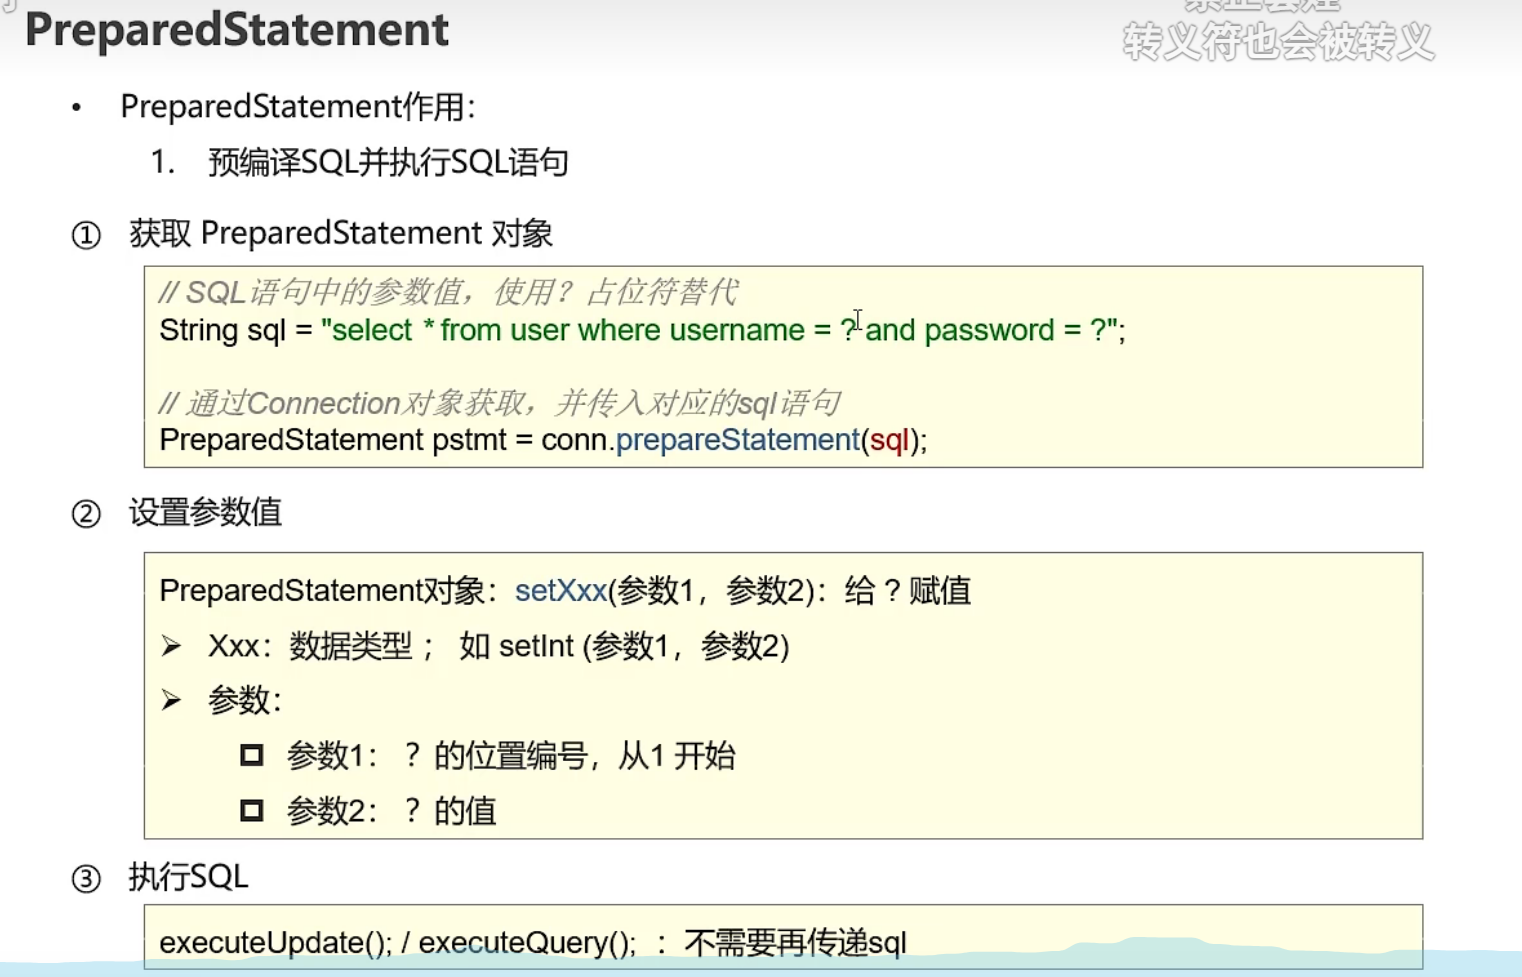 PreparedStatement
转义符也会被转义
• PreparedStatement作用：
1. 预编译SQL并执行SQL语句
① 获取 PreparedStatement 对象
// SQL语句中的参数值，使用？占位符替代
String sql = "select * from user where username = ? and password = ?";
// 通过Connection对象获取，并传入对应的sql语句
PreparedStatement pstmt = conn.prepareStatement(sql);
② 设置参数值
PreparedStatement对象：setXxx(参数1，参数2)：给 ? 赋值
➢ Xxx：数据类型 ； 如 setInt (参数1，参数2)
➢ 参数：
参数1： ？的位置编号，从1 开始
参数2： ？的值
③ 执行SQL
executeUpdate(); / executeQuery(); ：不需要再传递sql